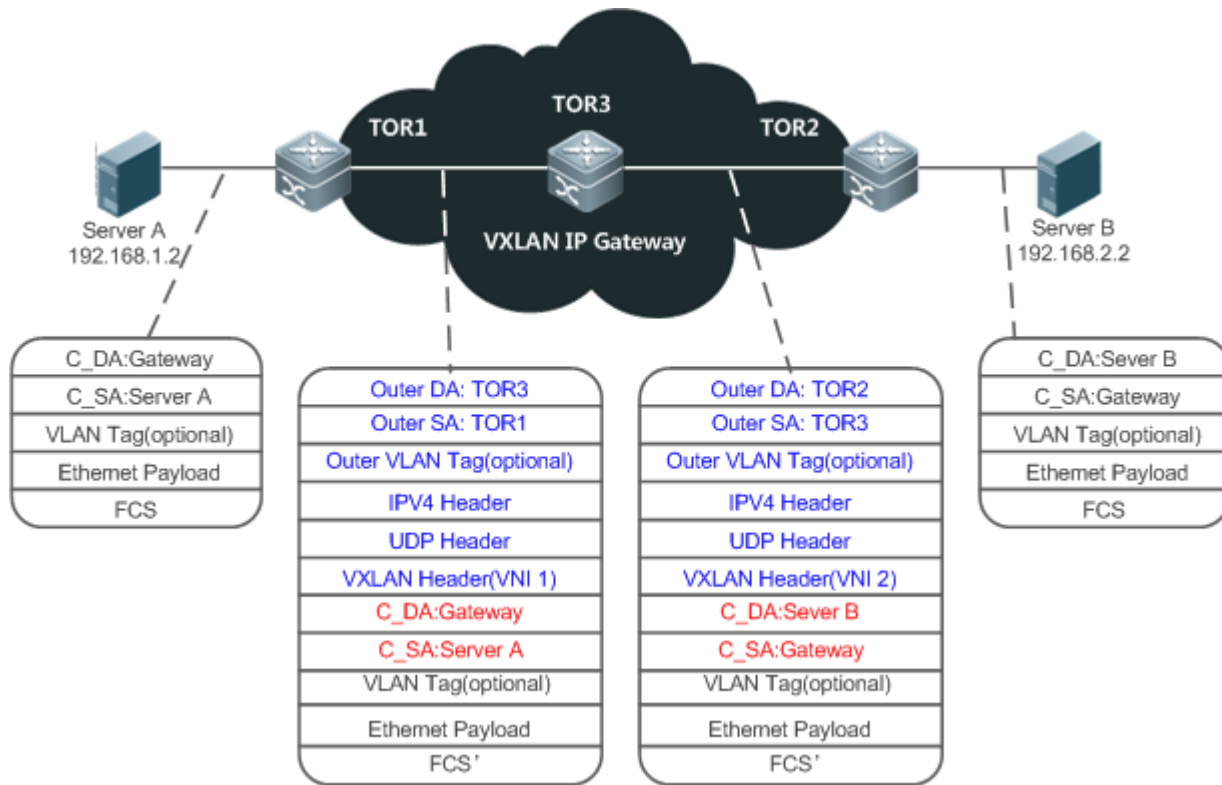 TOR3
TOR1
TOR2
VXLAN IP Gateway
Server A
192.168.1.2
Server B
192.168.2.2
C_DA:Gateway
C_SA:Server A
VLAN Tag(optional)
Ethernet Payload
FCS
Outer DA: TOR3
Outer SA: TOR1
Outer VLAN Tag(optional)
IPV4 Header
UDP Header
VXLAN Header(VNI 1)
C_DA:Gateway
C_SA:Server A
VLAN Tag(optional)
Ethernet Payload
FCS’
Outer DA: TOR2
Outer SA: TOR3
Outer VLAN Tag(optional)
IPV4 Header
UDP Header
VXLAN Header(VNI 2)
C_DA:Sever B
C_SA:Gateway
VLAN Tag(optional)
Ethernet Payload
FCS’
C_DA:Sever B
C_SA:Gateway
VLAN Tag(optional)
Ethernet Payload
FCS